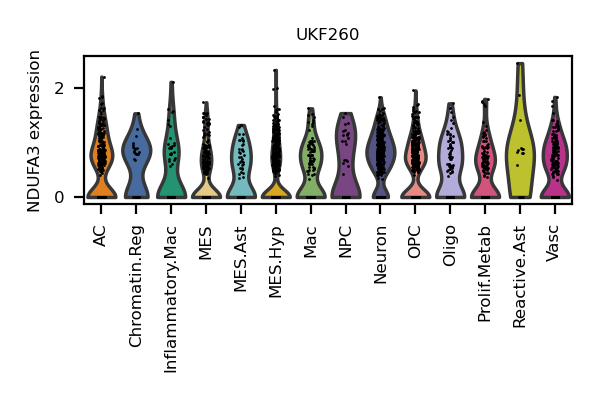 UKF260
NDUFA3 expression
2
0
AC
Chromatin.Reg
Inflammatory.Mac
MES
MES.Ast
MES.Hyp
Mac
NPC
Neuron
OPC
Oligo
Prolif.Metab
Reactive.Ast
Vasc